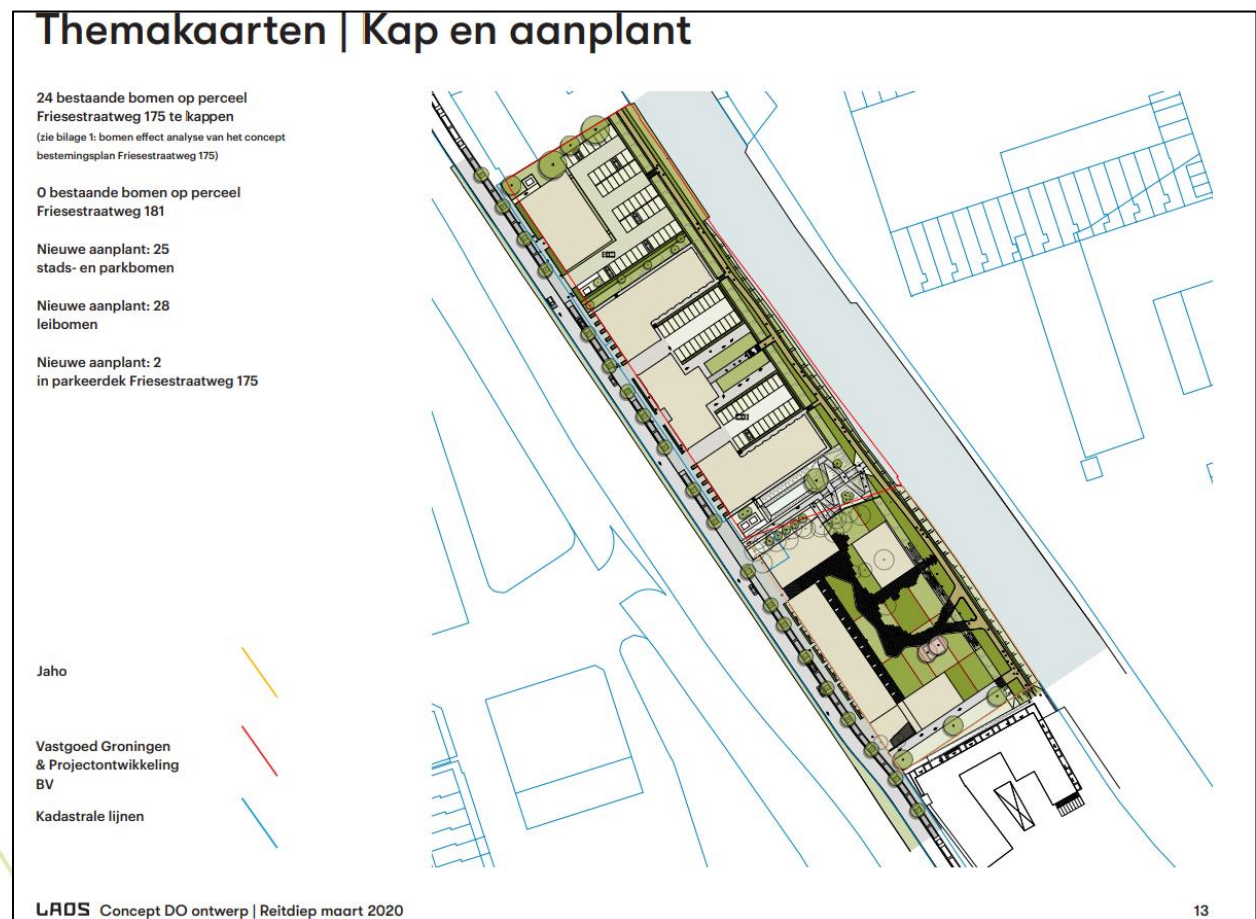 Themakaarten | Kap en aanplant
24 bestaande bomen op perceel
Friesestraatweg 175 te kappen
(zie bilage 1: bomen effect analyse van het concept
bestemingsplan Friesestraatweg 175)
0 bestaande bomen op perceel
Friesestraatweg 181
Nieuwe aanplant: 25
stads- en parkbomen
Nieuwe aanplant: 28
leibomen
Nieuwe aanplant: 2
in parkeerdek Friesestraatweg 175
Jaho
Vastgoed Groningen
& Projectontwikkeling
BV
Kadastrale lijnen
LAOS Concept DO ontwerp | Reitdiep maart 2020
13